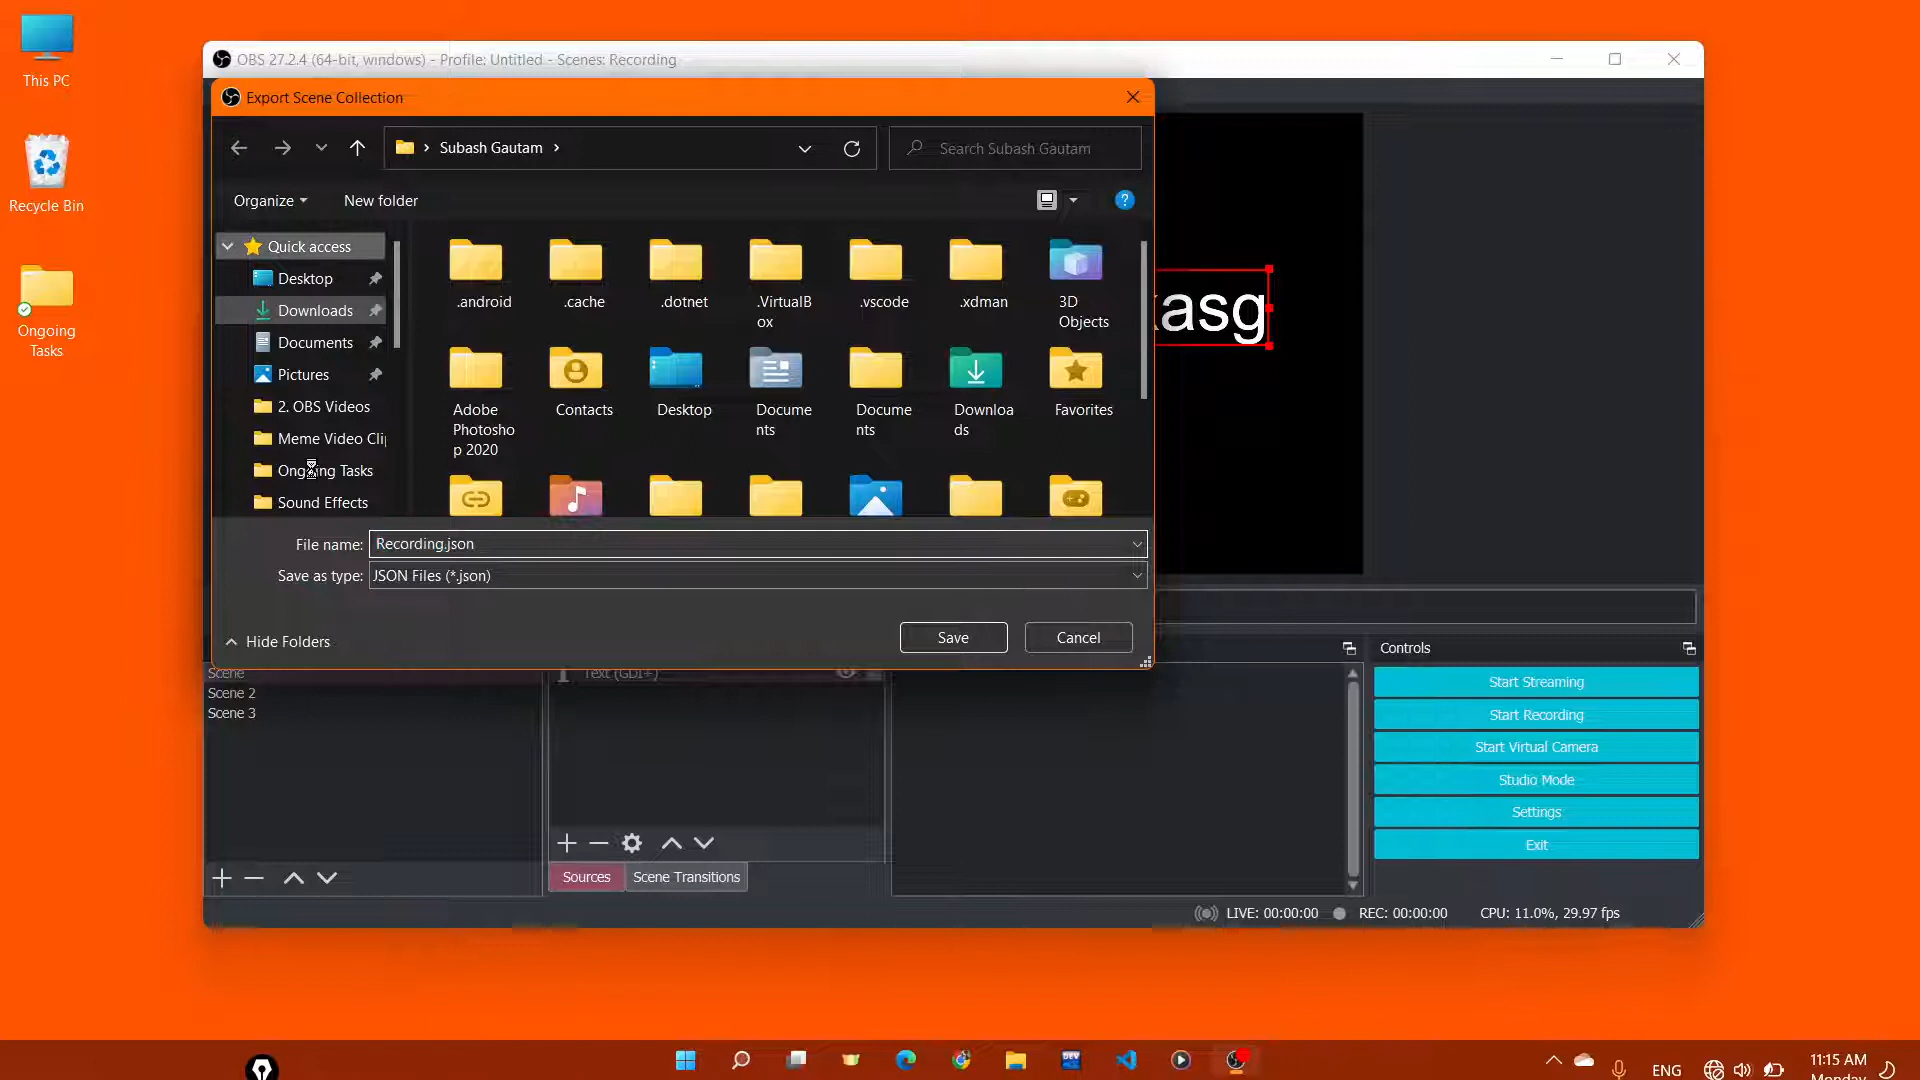 This PC
Recycle Bin
Ongoing
Tasks
OBS 27.2.4 (64-bit, windows) - Profile: Untitled - Scenes: Recording
Export Scene Collection
Subash Gautam
Search Subash Gautam
Organize
New folder
Quick access
Desktop
Downloads
Documents
Pictures
2. OBS Videos
Meme Video Cli
Ongoing Tasks
Sound Effects
.android
.cache
.dotnet
.VirtualB
ox
.vscode
.xdman
3D
Objects
Adobe
Photosho
p 2020
Contacts
Desktop
Docume
nts
Docume
nts
Downloa
ds
Favorites
File name:
Recording.json
Save as type:
JSON Files (*.json)
Hide Folders
Save
Cancel
kasg
Scene
Scene 2
Scene 3
Text (GDI+)
Sources
Scene Transitions
Controls
Start Streaming
Start Recording
Start Virtual Camera
Studio Mode
Settings
Exit
LIVE: 00:00:00
REC: 00:00:00
CPU: 11.0%, 29.97 fps
DEV
ENG
11:15 AM
Monday